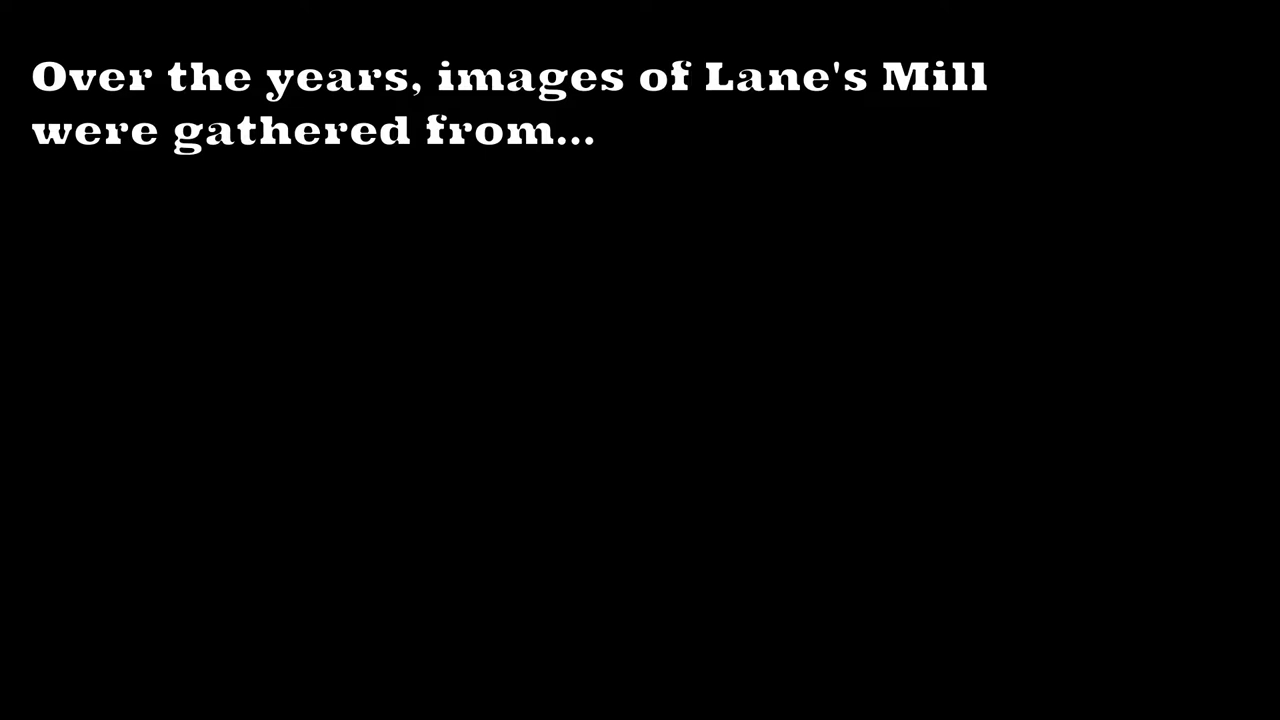 Over the years, images of Lane's Mill
were gathered from...